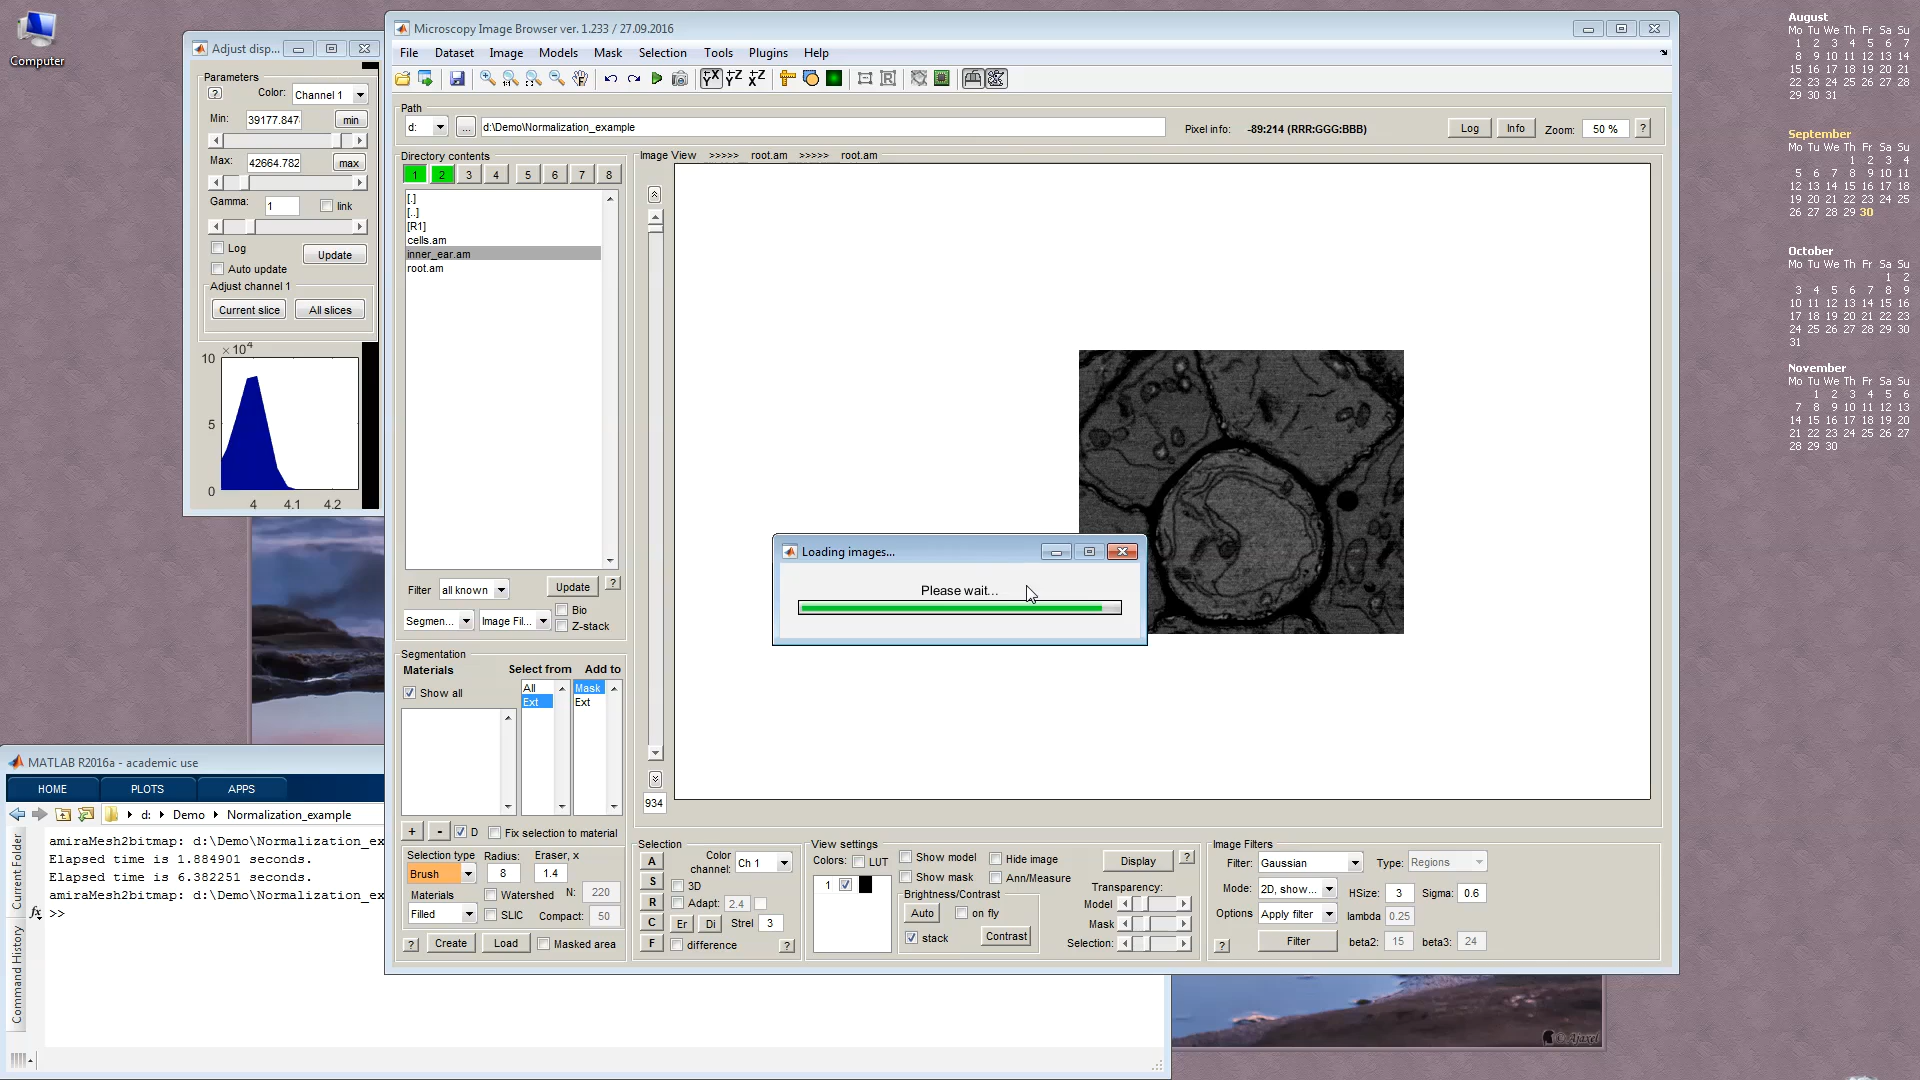 Computer
Adjust disp...
Parameters
?
Color:
Channel 1
Min:
39177.847
min
Max:
42664.782
max
Gamma:
1
link
Log
Update
Auto update
Adjust channel 1
Current slice
All slices
×10⁴
10
5
0
4
4.1
4.2
Microscopy Image Browser ver. 1.233 / 27.09.2016
File Dataset Image Models Mask Selection Tools Plugins Help
Path
d:
...
d:\Demo\Normalization_example
Pixel info:
-89:214 (RRR:GGG:BBB)
Log
Info
Zoom:
50 %
?
Directory contents
1 2 3 4 5 6 7 8
[.]
[..]
[R1]
cells.am
inner_ear.am
root.am
Filter
all known
Update
?
Segmen...
Image Fil...
Bio
Z-stack
Image View >>>>> root.am >>>>> root.am
934
Loading images...
Please wait...
Segmentation
Materials
Select from
Add to
Show all
All
Ext
Mask
Ext
+
-
D
Fix selection to material
Selection type
Brush
Radius:
8
Eraser, x
1.4
Materials
Filled
Watershed
N:
220
SLIC
Compact:
50
?
Create
Load
Masked area
Selection
A
S
R
C
F
Color channel:
Ch 1
3D
Adapt:
2.4
Er
Di
Strel
3
difference
?
View settings
Colors:
LUT
1
Show model
Hide image
Show mask
Ann/Measure
Display
?
Brightness/Contrast
Auto
on fly
stack
Contrast
Transparency:
Model
Mask
Selection:
Image Filters
Filter:
Gaussian
Type:
Regions
Mode:
2D, show...
HSize:
3
Sigma:
0.6
Options
Apply filter
lambda
0.25
?
Filter
beta2:
15
beta3:
24
MATLAB R2016a - academic use
HOME
PLOTS
APPS
d:
Demo
Normalization_example
Current Folder
Command History
amiraMesh2bitmap: d:\Demo\Normalization_ex
Elapsed time is 1.884901 seconds.
Elapsed time is 6.382251 seconds.
amiraMesh2bitmap: d:\Demo\Normalization_ex
fx >>
August
Mo Tu We Th Fr Sa Su
1 2 3 4 5 6 7
8 9 10 11 12 13 14
15 16 17 18 19 20 21
22 23 24 25 26 27 28
29 30 31
September
Mo Tu We Th Fr Sa Su
1 2 3 4
5 6 7 8 9 10 11
12 13 14 15 16 17 18
19 20 21 22 23 24 25
26 27 28 29 30
October
Mo Tu We Th Fr Sa Su
1 2
3 4 5 6 7 8 9
10 11 12 13 14 15 16
17 18 19 20 21 22 23
24 25 26 27 28 29 30
31
November
Mo Tu We Th Fr Sa Su
1 2 3 4 5 6
7 8 9 10 11 12 13
14 15 16 17 18 19 20
21 22 23 24 25 26 27
28 29 30